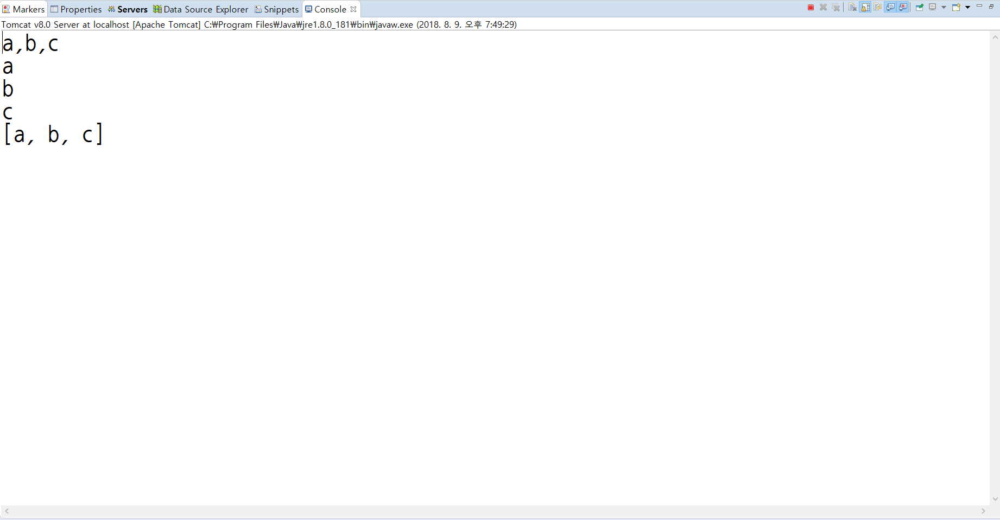 Markers Properties Servers Data Source Explorer Snippets Console
Tomcat v8.0 Server at localhost [Apache Tomcat] C:₩Program Files₩Java₩jre1.8.0_181₩bin₩javaw.exe (2018. 8. 9. 오후 7:49:29)
a,b,c
a
b
c
[a, b, c]